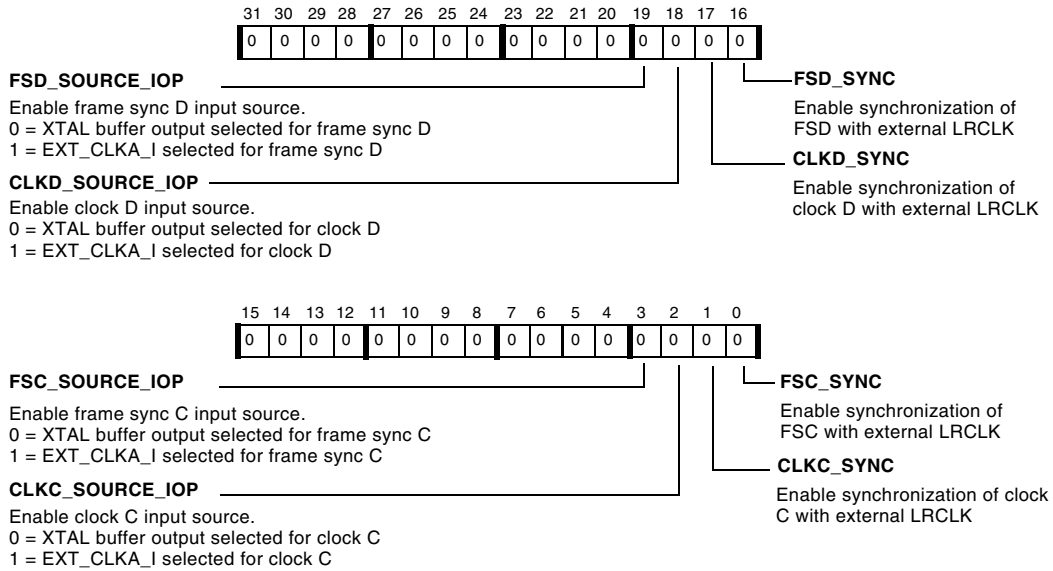 31 30 29 28 27 26 25 24 23 22 21 20 19 18 17 16
0 0 0 0 0 0 0 0 0 0 0 0 0 0 0 0
FSD_SOURCE_IOP
Enable frame sync D input source.
0 = XTAL buffer output selected for frame sync D
1 = EXT_CLKA_I selected for frame sync D
CLKD_SOURCE_IOP
Enable clock D input source.
0 = XTAL buffer output selected for clock D
1 = EXT_CLKA_I selected for clock D
FSD_SYNC
Enable synchronization of
FSD with external LRCLK
CLKD_SYNC
Enable synchronization of
clock D with external LRCLK
15 14 13 12 11 10 9 8 7 6 5 4 3 2 1 0
0 0 0 0 0 0 0 0 0 0 0 0 0 0 0 0
FSC_SOURCE_IOP
Enable frame sync C input source.
0 = XTAL buffer output selected for frame sync C
1 = EXT_CLKA_I selected for frame sync C
CLKC_SOURCE_IOP
Enable clock C input source.
0 = XTAL buffer output selected for clock C
1 = EXT_CLKA_I selected for clock C
FSC_SYNC
Enable synchronization of
FSC with external LRCLK
CLKC_SYNC
Enable synchronization of clock
C with external LRCLK